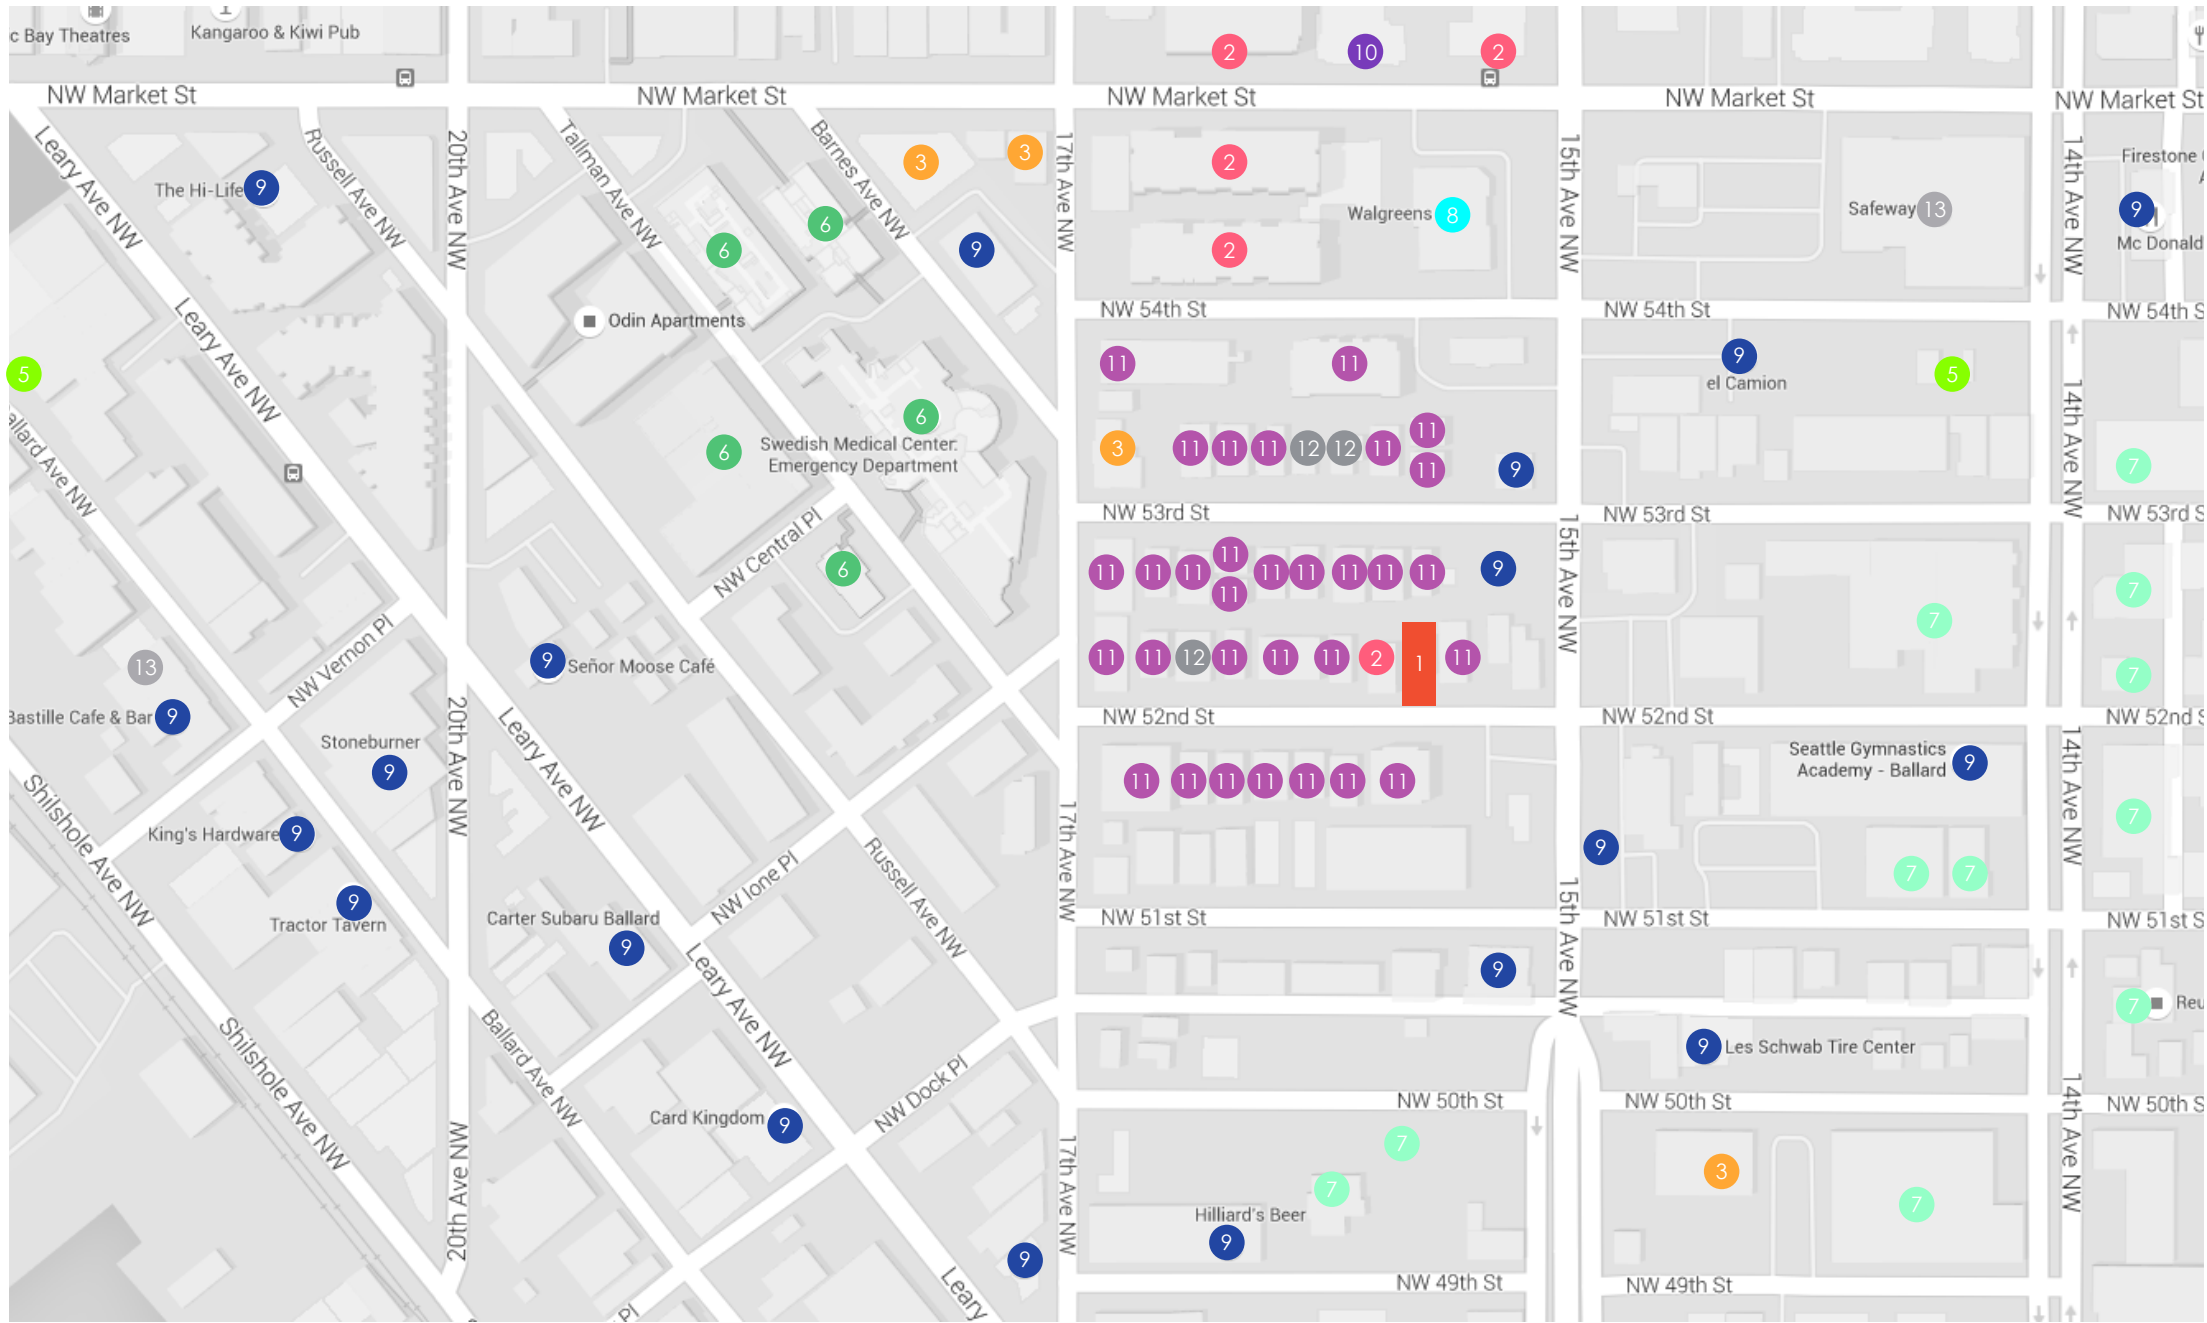 c Bay Theatres
Kangaroo & Kiwi Pub
2
10
2
NW Market St
NW Market St
NW Market St
NW Market St
NW Market St
Leary Ave NW
Russell Ave NW
20th Ave NW
Tallman Ave NW
Barnes Ave NW
3
3
17th Ave NW
2
15th Ave NW
14th Ave NW
Firestone
The Hi-Life
9
6
6
9
Walgreens
8
Safeway
13
9
Mc Donald
2
Leary Ave NW
Odin Apartments
NW 54th St
NW 54th St
NW 54th S
5
11
11
9
el Camion
5
14th Ave NW
allard Ave NW
6
Swedish Medical Center:
Emergency Department
6
3
11
11
11
12
12
11
11
11
9
7
NW 53rd St
NW 53rd St
NW 53rd S
NW Central Pl
6
11
11
11
11
11
11
11
11
11
11
9
15th Ave NW
7
7
NW Vernon Pl
13
9
Señor Moose Café
11
11
12
11
11
11
2
1
11
7
Bastille Cafe & Bar
9
20th Ave NW
Leary Ave NW
NW 52nd St
NW 52nd St
NW 52nd S
Stoneburner
9
11
11
11
11
11
11
11
Seattle Gymnastics
Academy - Ballard
9
14th Ave NW
7
Shilshole Ave NW
King's Hardware
9
17th Ave NW
9
7
7
NW Ione Pl
Russell Ave NW
9
Tractor Tavern
Carter Subaru Ballard
9
NW 51st St
15th Ave NW
NW 51st St
NW 51st S
Leary Ave NW
9
7
Reu
Shilshole Ave NW
Ballard Ave NW
9
Les Schwab Tire Center
NW Dock Pl
NW 50th St
NW 50th St
NW 50th S
14th Ave NW
Card Kingdom
9
20th Ave NW
17th Ave NW
7
7
3
7
Hilliard's Beer
9
9
Leary
NW 49th St
NW 49th St
Pl